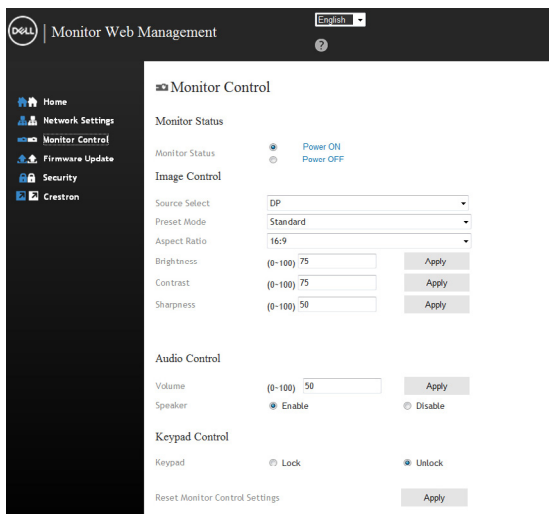 English
DELL | Monitor Web Management
?
Home
Network Settings
Monitor Control
Firmware Update
Security
Crestron
Monitor Control
Monitor Status
Monitor Status Power ON
Power OFF
Image Control
Source Select DP
Preset Mode Standard
Aspect Ratio 16:9
Brightness (0~100) 75 Apply
Contrast (0~100) 75 Apply
Sharpness (0~100) 50 Apply
Audio Control
Volume (0~100) 50 Apply
Speaker Enable Disable
Keypad Control
Keypad Lock Unlock
Reset Monitor Control Settings Apply